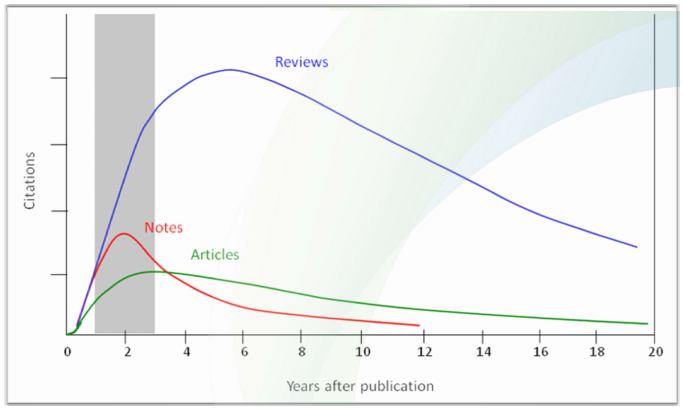 Reviews
Citations
Notes
Articles
0 2 4 6 8 10 12 14 16 18 20
Years after publication